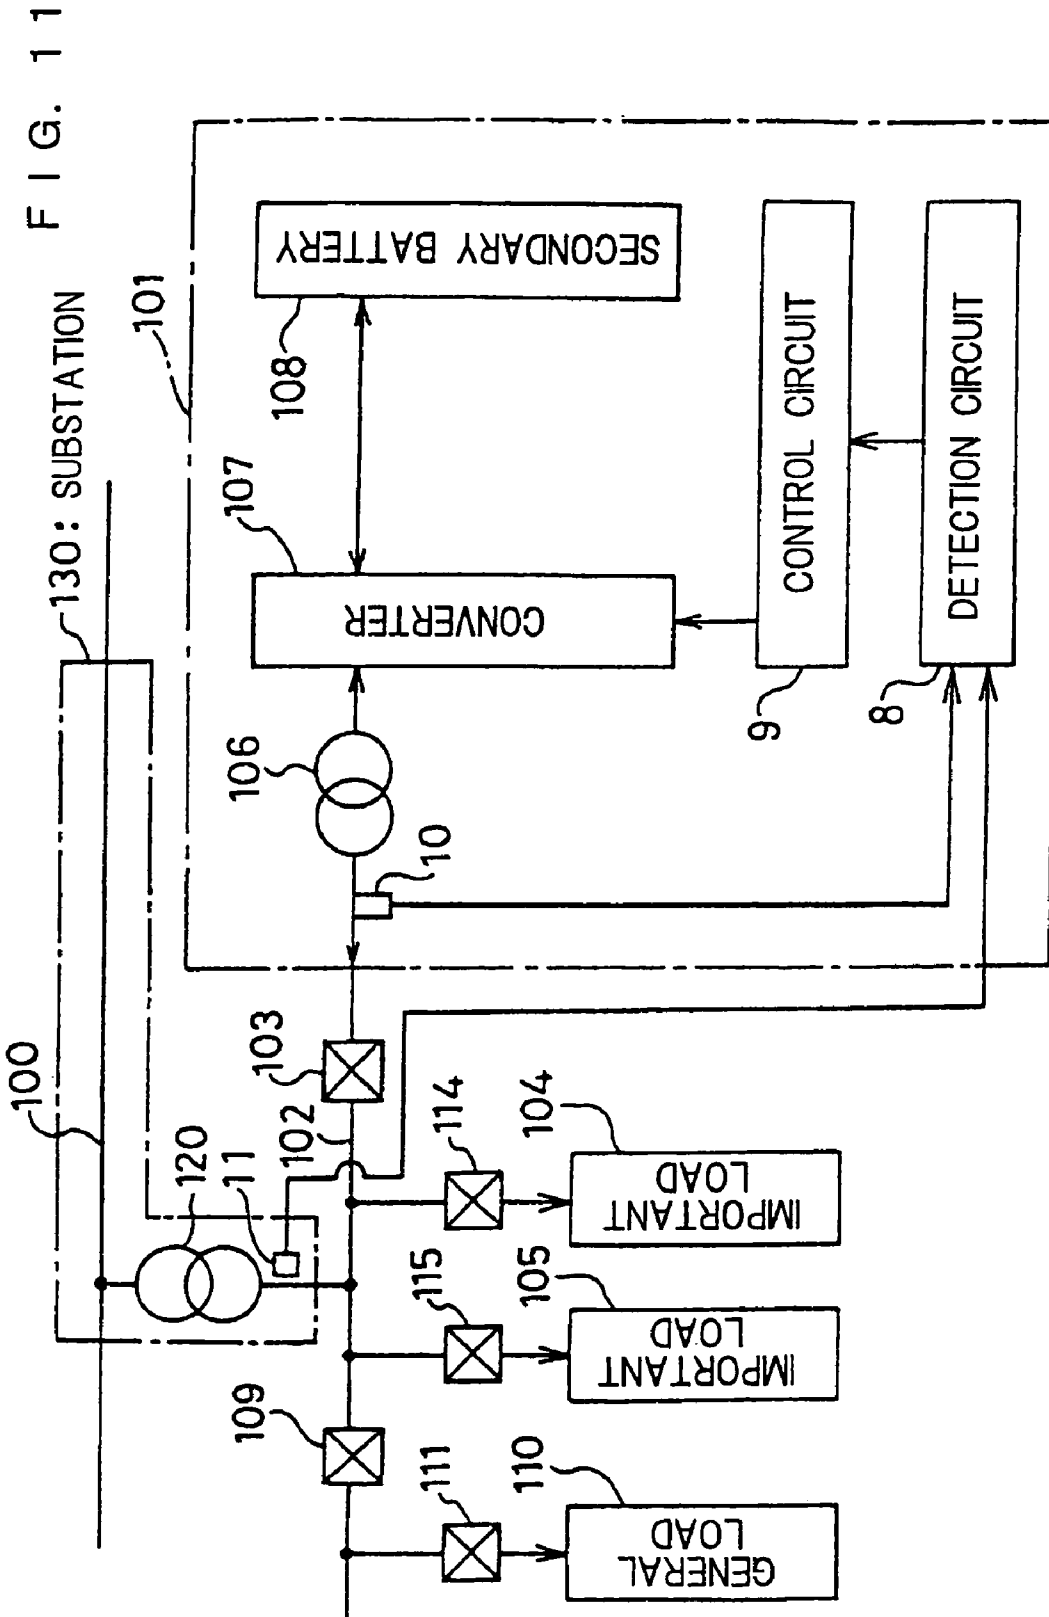 FIG. 11
130: SUBSTATION
100
120
11
102
103
101
106
10
107
CONVERTER
108
SECONDARY BATTERY
9
CONTROL CIRCUIT
8
DETECTION CIRCUIT
109
111
115
114
110
GENERAL
LOAD
105
IMPORTANT
LOAD
104
IMPORTANT
LOAD